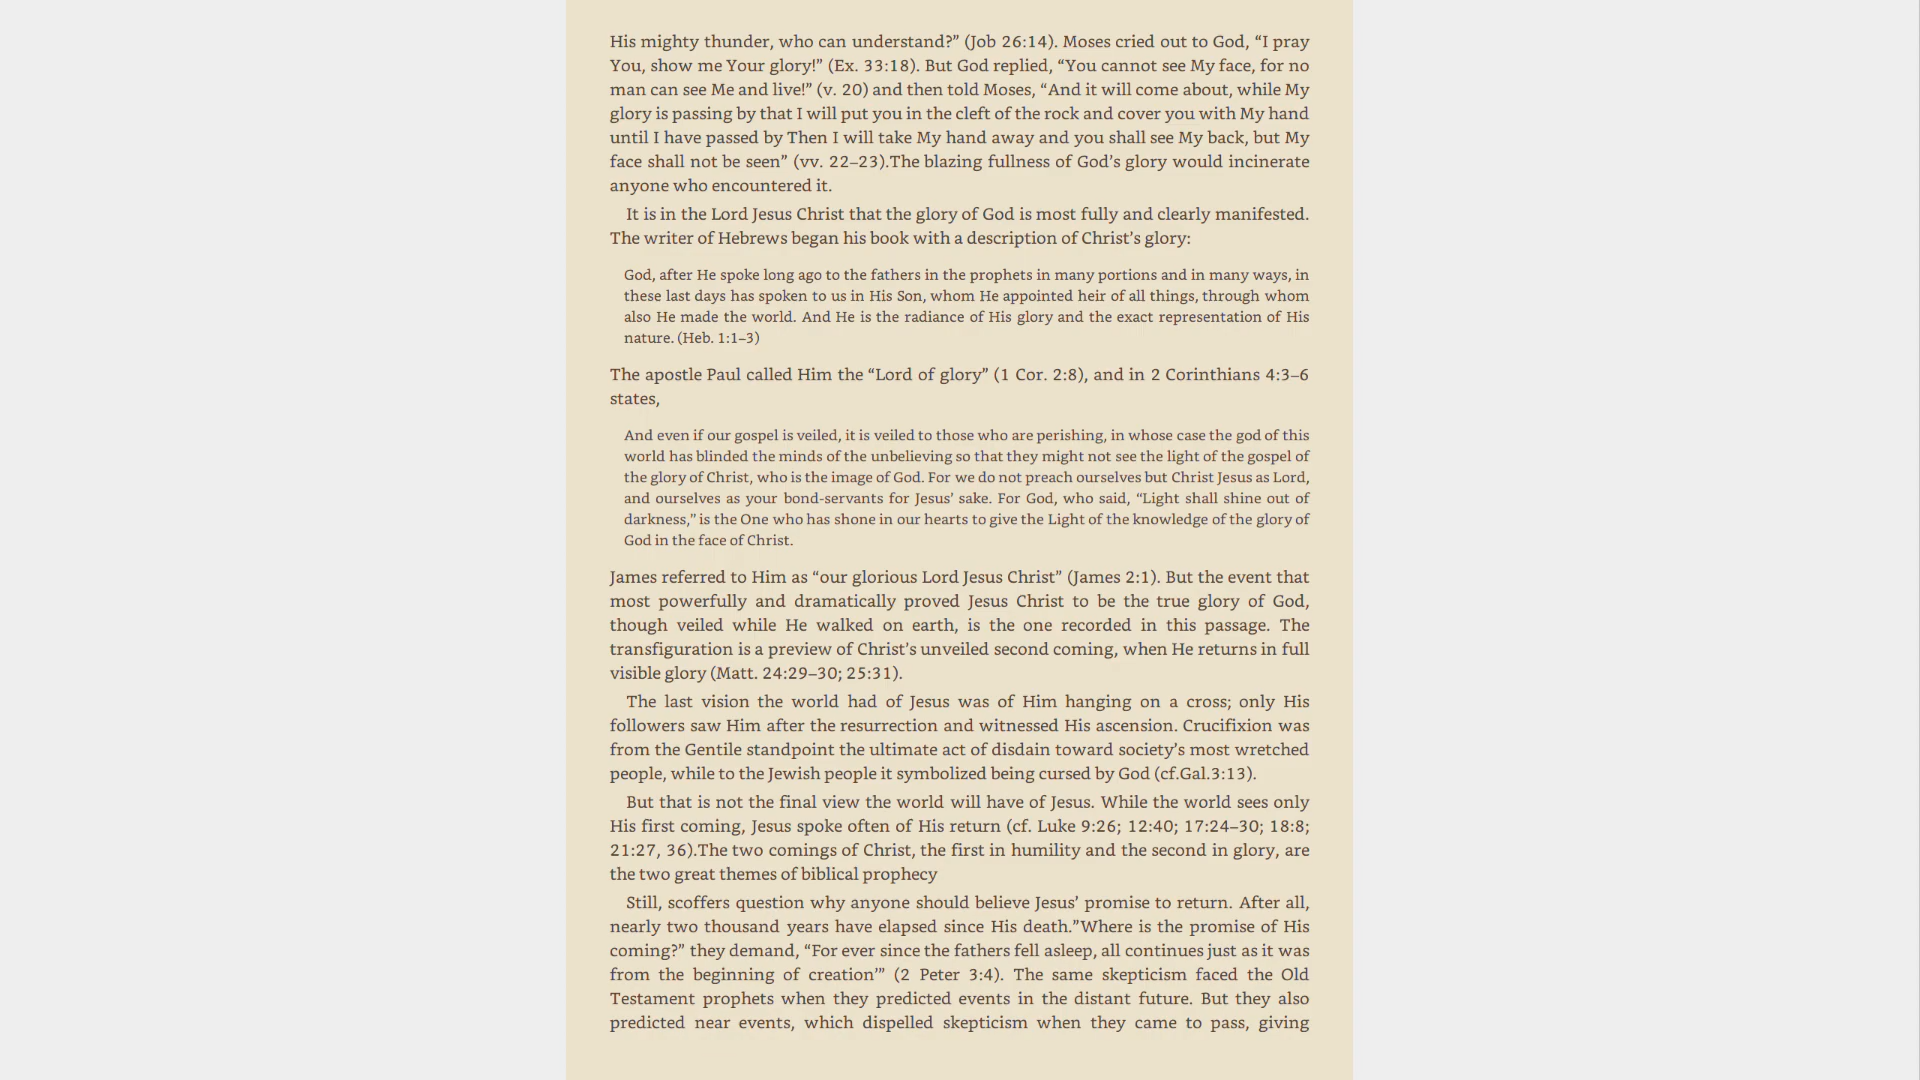 His mighty thunder, who can understand?” (Job 26:14). Moses cried out to God, “I pray
You, show me Your glory!” (Ex. 33:18). But God replied, “You cannot see My face, for no
man can see Me and live!” (v. 20) and then told Moses, “And it will come about, while My
glory is passing by that I will put you in the cleft of the rock and cover you with My hand
until I have passed by Then I will take My hand away and you shall see My back, but My
face shall not be seen” (vv. 22–23).The blazing fullness of God’s glory would incinerate
anyone who encountered it.
It is in the Lord Jesus Christ that the glory of God is most fully and clearly manifested.
The writer of Hebrews began his book with a description of Christ’s glory:
God, after He spoke long ago to the fathers in the prophets in many portions and in many ways, in
these last days has spoken to us in His Son, whom He appointed heir of all things, through whom
also He made the world. And He is the radiance of His glory and the exact representation of His
nature. (Heb. 1:1–3)
The apostle Paul called Him the “Lord of glory” (1 Cor. 2:8), and in 2 Corinthians 4:3–6
states,
And even if our gospel is veiled, it is veiled to those who are perishing, in whose case the god of this
world has blinded the minds of the unbelieving so that they might not see the light of the gospel of
the glory of Christ, who is the image of God. For we do not preach ourselves but Christ Jesus as Lord,
and ourselves as your bond-servants for Jesus’ sake. For God, who said, “Light shall shine out of
darkness,” is the One who has shone in our hearts to give the Light of the knowledge of the glory of
God in the face of Christ.
James referred to Him as “our glorious Lord Jesus Christ” (James 2:1). But the event that
most powerfully and dramatically proved Jesus Christ to be the true glory of God,
though veiled while He walked on earth, is the one recorded in this passage. The
transfiguration is a preview of Christ’s unveiled second coming, when He returns in full
visible glory (Matt. 24:29–30; 25:31).
The last vision the world had of Jesus was of Him hanging on a cross; only His
followers saw Him after the resurrection and witnessed His ascension. Crucifixion was
from the Gentile standpoint the ultimate act of disdain toward society’s most wretched
people, while to the Jewish people it symbolized being cursed by God (cf.Gal.3:13).
But that is not the final view the world will have of Jesus. While the world sees only
His first coming, Jesus spoke often of His return (cf. Luke 9:26; 12:40; 17:24–30; 18:8;
21:27, 36).The two comings of Christ, the first in humility and the second in glory, are
the two great themes of biblical prophecy
Still, scoffers question why anyone should believe Jesus’ promise to return. After all,
nearly two thousand years have elapsed since His death.”Where is the promise of His
coming?” they demand, “For ever since the fathers fell asleep, all continues just as it was
from the beginning of creation’” (2 Peter 3:4). The same skepticism faced the Old
Testament prophets when they predicted events in the distant future. But they also
predicted near events, which dispelled skepticism when they came to pass, giving